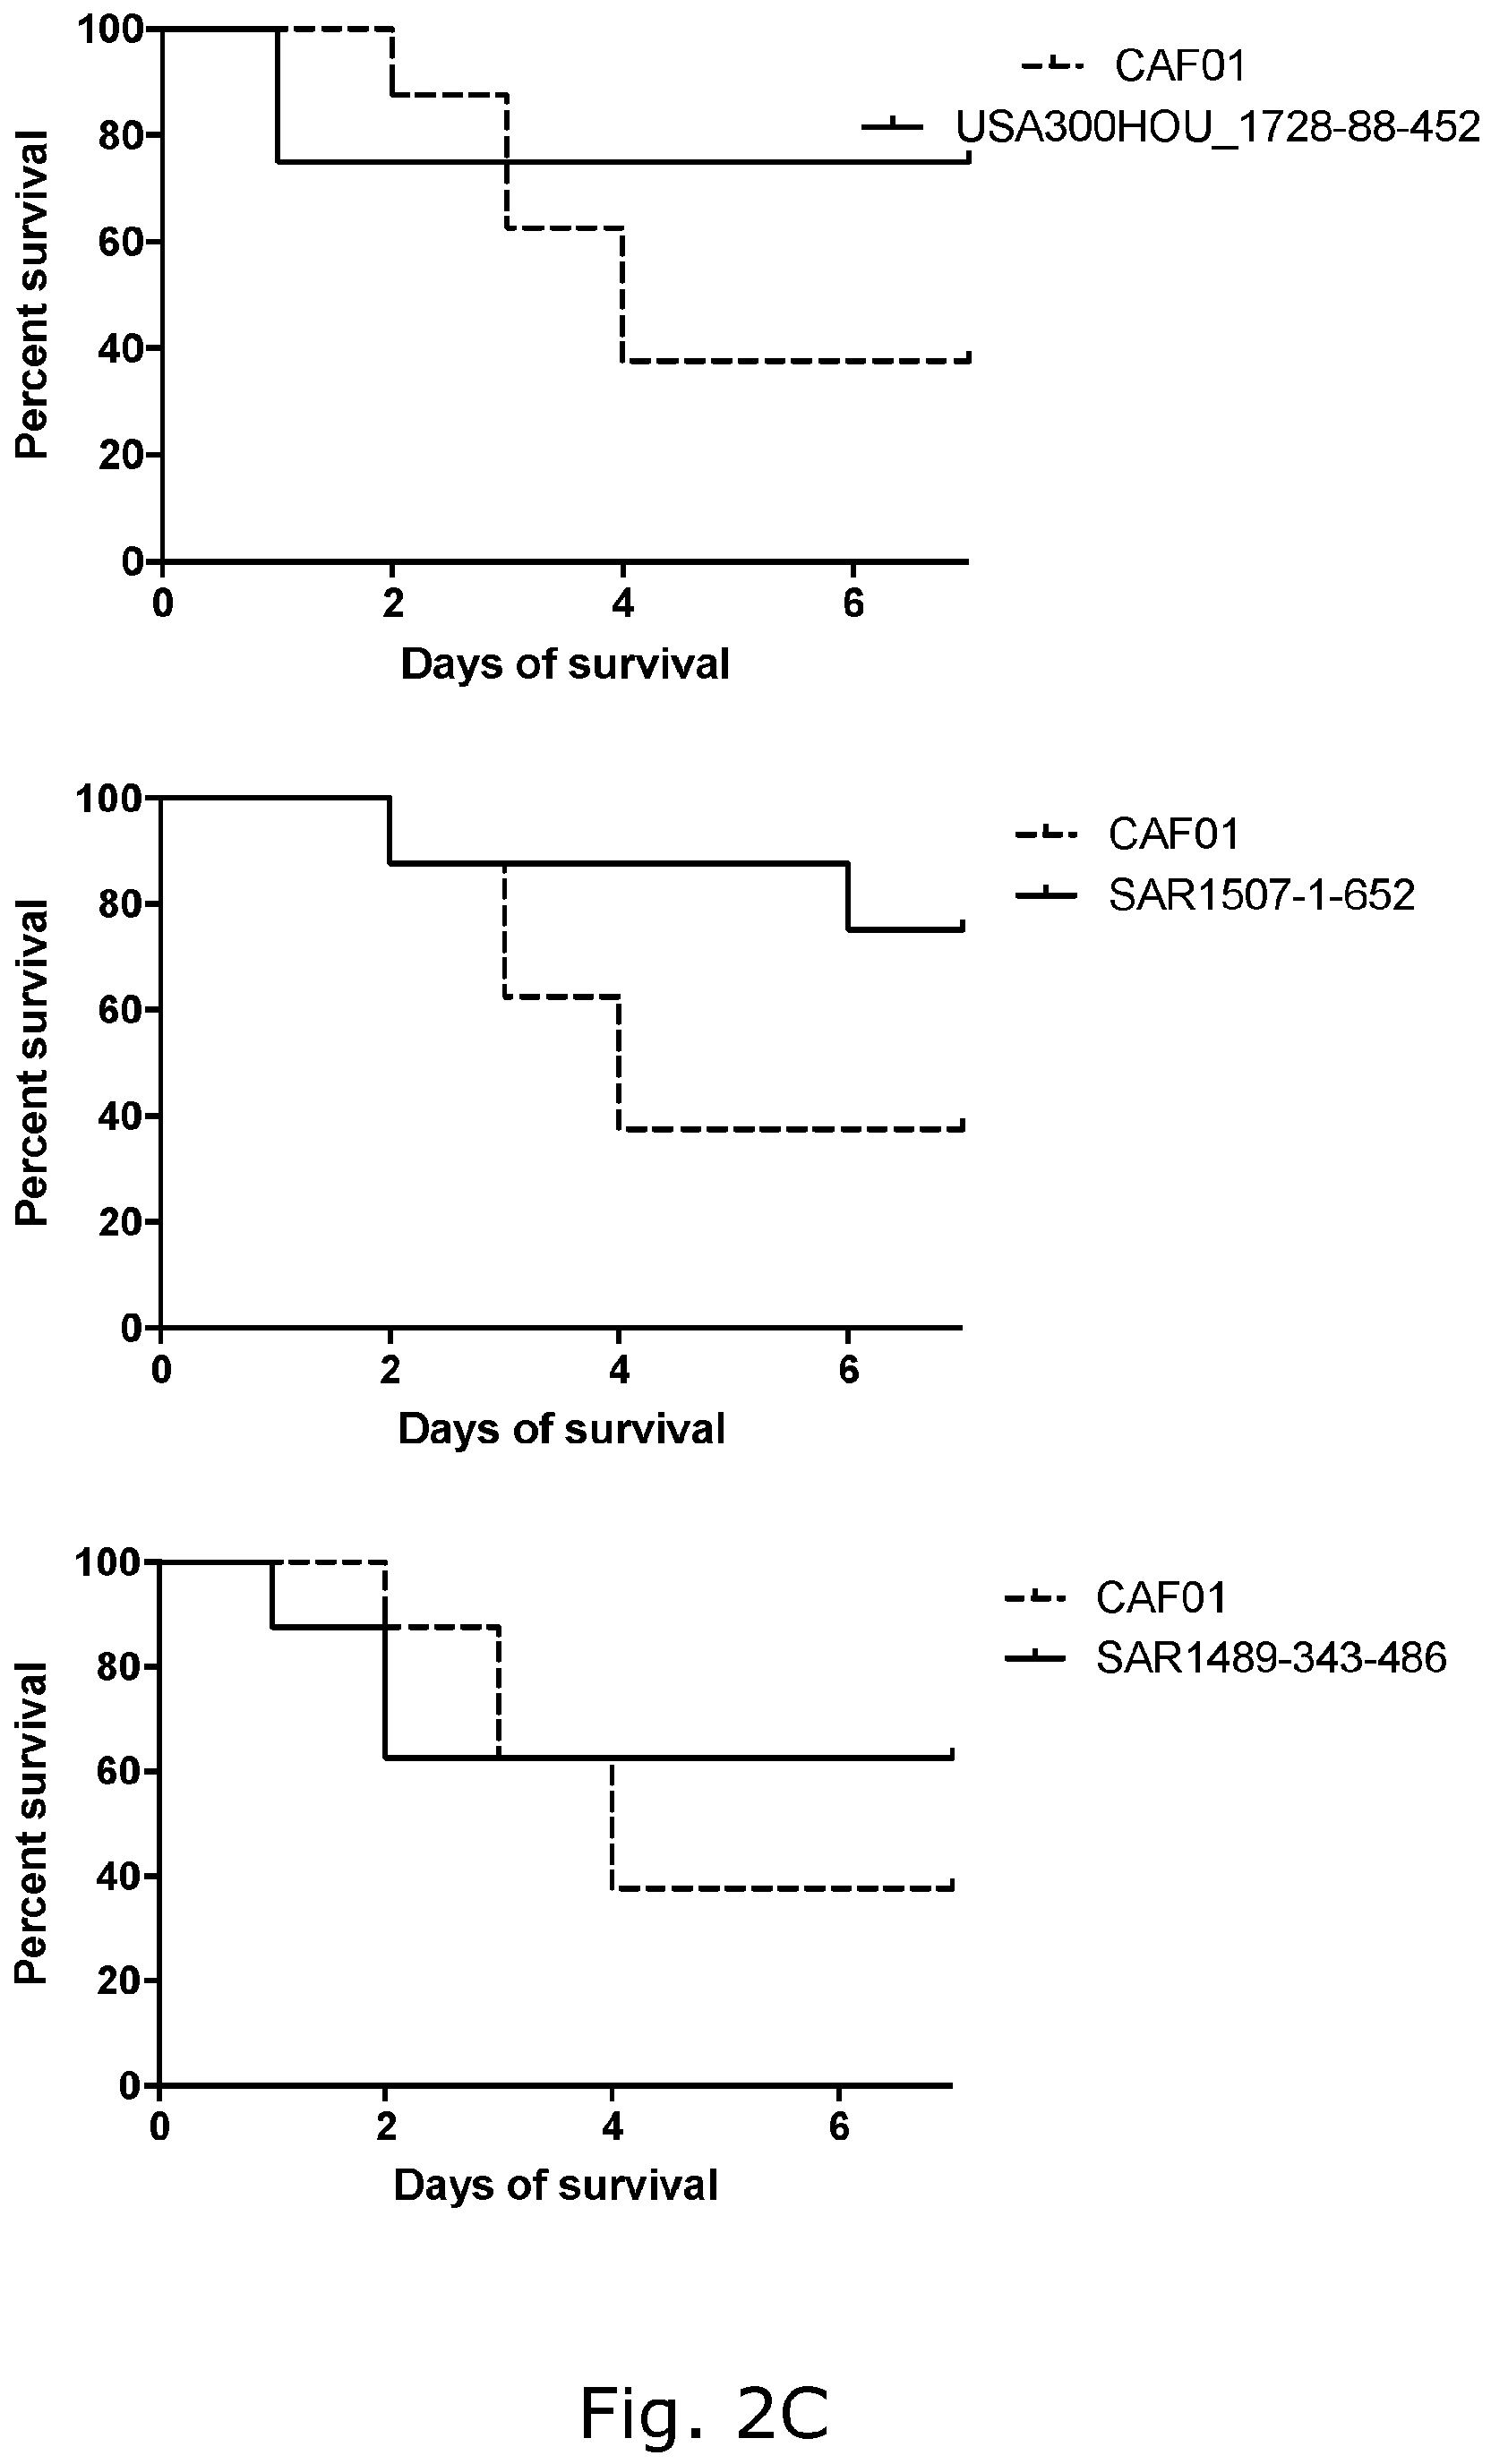 100
80
60
40
20
0
Percent survival
0 2 4 6
Days of survival
CAF01
USA300HOU_1728-88-452
100
80
60
40
20
0
Percent survival
0 2 4 6
Days of survival
CAF01
SAR1507-1-652
100
80
60
40
20
0
Percent survival
0 2 4 6
Days of survival
CAF01
SAR1489-343-486
Fig. 2C